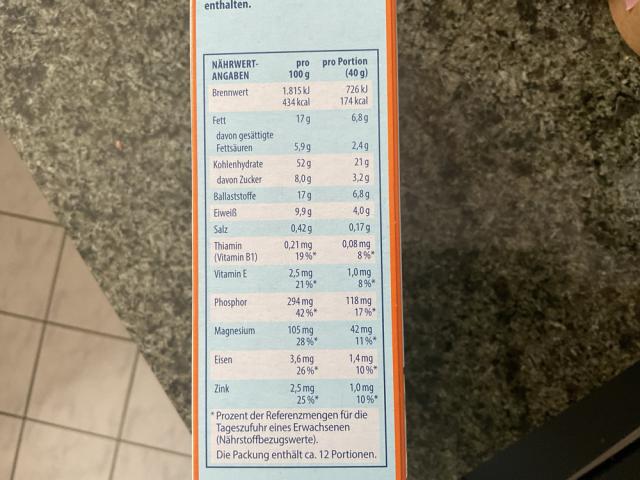 enthalten.
NÄHRWERT- pro pro Portion
ANGABEN 100 g (40 g)
Brennwert 1.815 kJ 726 kJ
434 kcal 174 kcal
Fett 17 g 6,8 g
davon gesättigte
Fettsäuren 5,9 g 2,4 g
Kohlenhydrate 52 g 21 g
davon Zucker 8,0 g 3,2 g
Ballaststoffe 17 g 6,8 g
Eiweiß 9,9 g 4,0 g
Salz 0,42 g 0,17 g
Thiamin 0,21 mg 0,08 mg
(Vitamin B1) 19 %* 8 %*
Vitamin E 2,5 mg 1,0 mg
21 %* 8 %*
Phosphor 294 mg 118 mg
42 %* 17 %*
Magnesium 105 mg 42 mg
28 %* 11 %*
Eisen 3,6 mg 1,4 mg
26 %* 10 %*
Zink 2,5 mg 1,0 mg
25 %* 10 %*
* Prozent der Referenzmengen für die
Tageszufuhr eines Erwachsenen
(Nährstoffbezugswerte).
Die Packung enthält ca. 12 Portionen.